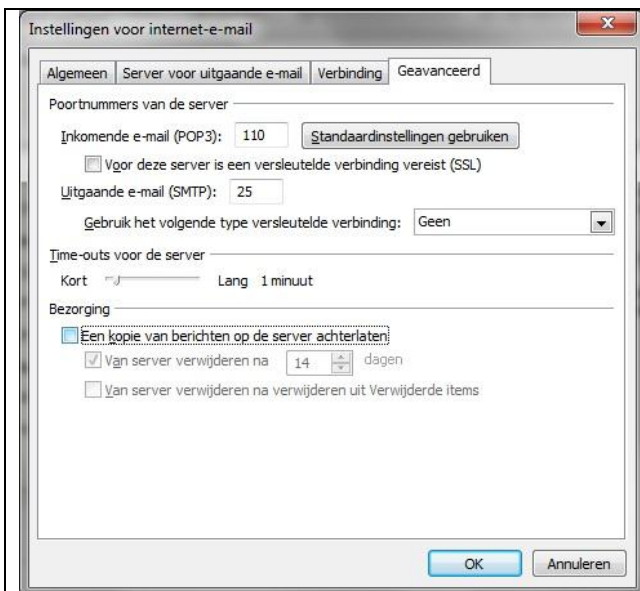 Instellingen voor internet-e-mail
Algemeen Server voor uitgaande e-mail Verbinding Geavanceerd
Poortnummers van de server
Inkomende e-mail (POP3): 110 Standaardinstellingen gebruiken
Voor deze server is een versleutelde verbinding vereist (SSL)
Uitgaande e-mail (SMTP): 25
Gebruik het volgende type versleutelde verbinding: Geen
Time-outs voor de server
Kort Lang 1 minuut
Bezorging
Een kopie van berichten op de server achterlaten
Van server verwijderen na 14 dagen
Van server verwijderen na verwijderen uit Verwijderde items
OK Annuleren